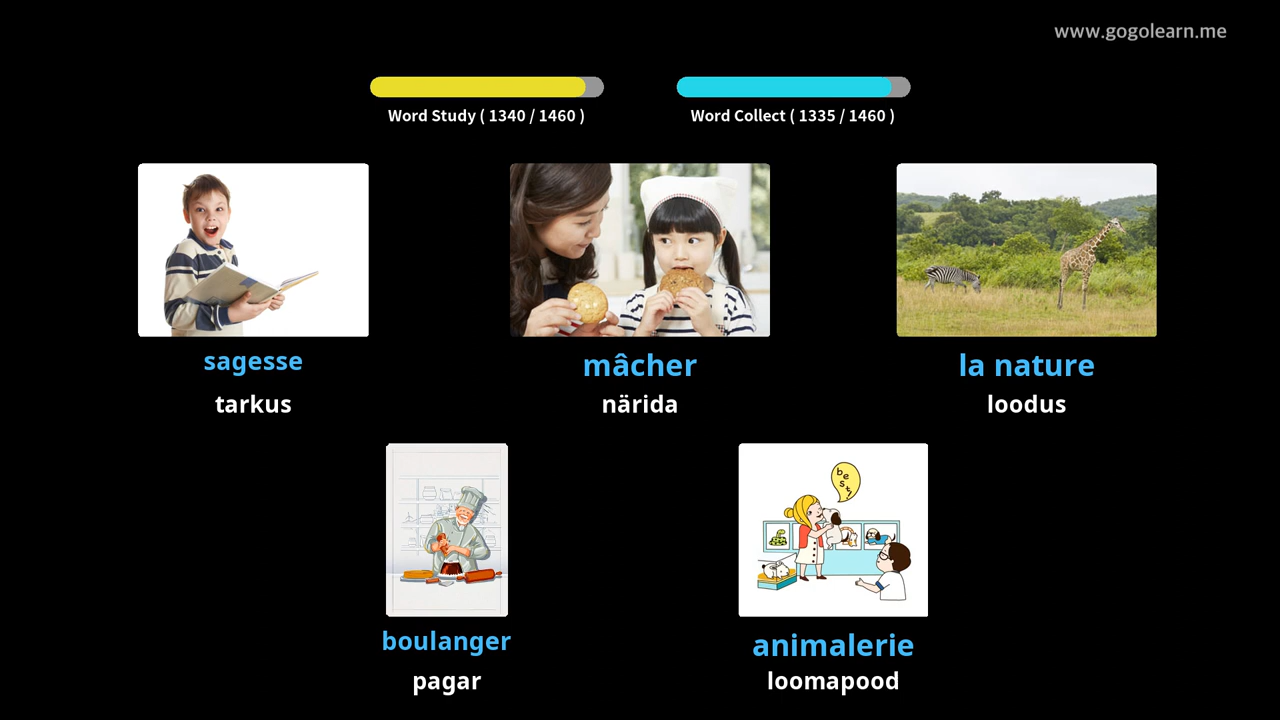 www.gogolearn.me
Word Study ( 1340 / 1460 )
Word Collect ( 1335 / 1460 )
sagesse
tarkus
mâcher
närida
la nature
loodus
best!
boulanger
pagar
animalerie
loomapood